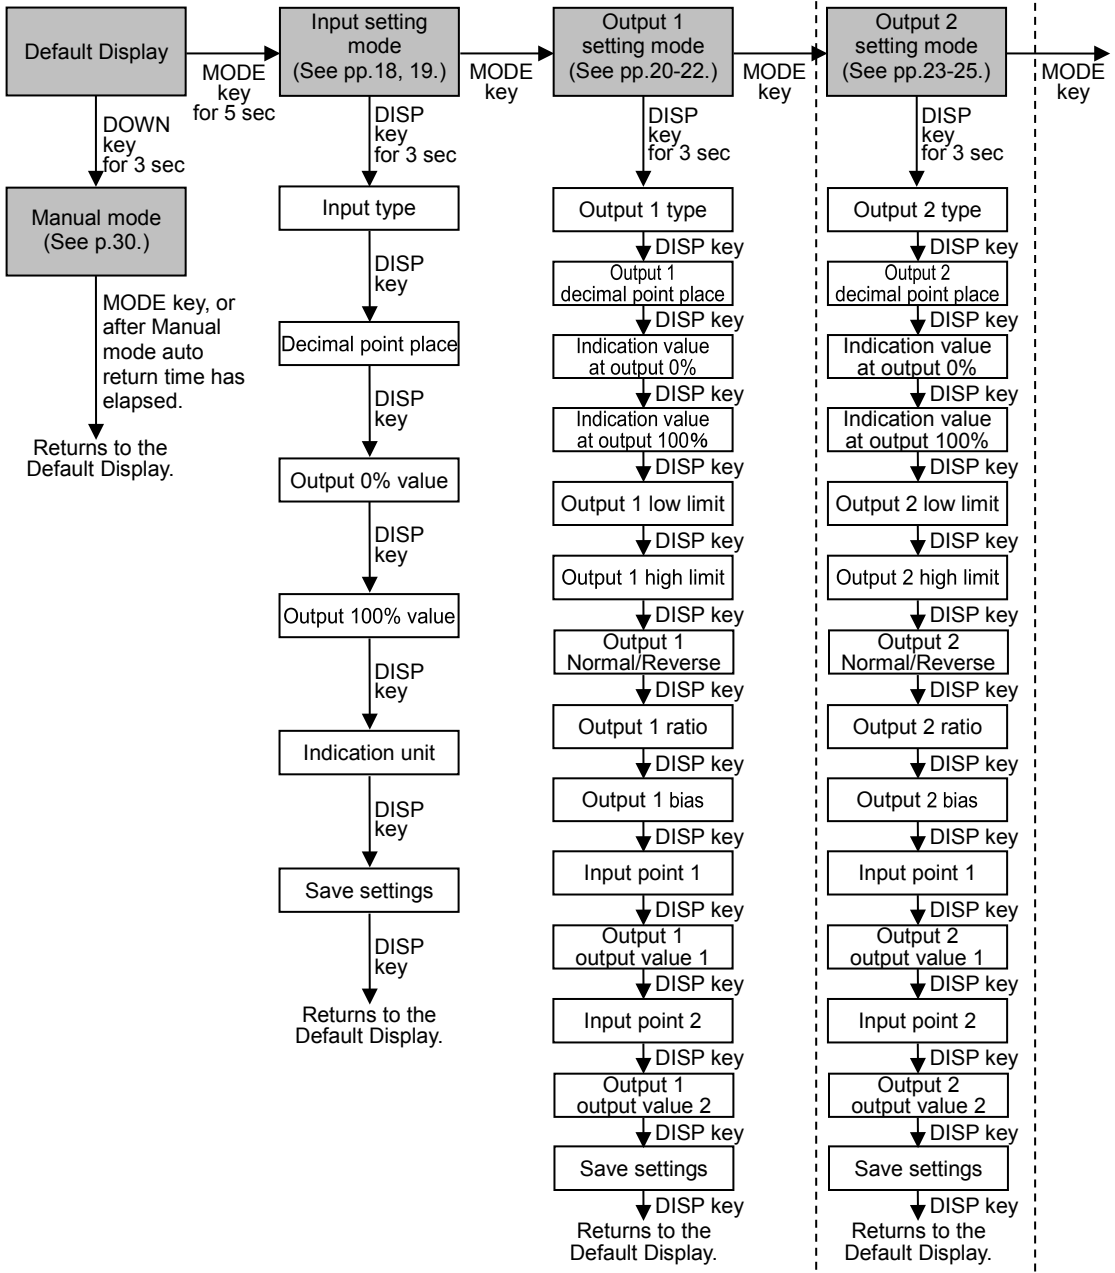 Default Display
MODE
key
for 5 sec
DOWN
key
for 3 sec
Manual mode
(See p.30.)
MODE key, or
after Manual
mode auto
return time has
elapsed.
Returns to the
Default Display.
Input setting
mode
(See pp.18, 19.)
MODE
key
DISP
key
for 3 sec
Input type
DISP
key
Decimal point place
DISP
key
Output 0% value
DISP
key
Output 100% value
DISP
key
Indication unit
DISP
key
Save settings
DISP
key
Returns to the
Default Display.
Output 1
setting mode
(See pp.20-22.)
MODE
key
DISP
key
for 3 sec
Output 1 type
DISP key
Output 1
decimal point place
DISP key
Indication value
at output 0%
DISP key
Indication value
at output 100%
DISP key
Output 1 low limit
DISP key
Output 1 high limit
DISP key
Output 1
Normal/Reverse
DISP key
Output 1 ratio
DISP key
Output 1 bias
DISP key
Input point 1
DISP key
Output 1
output value 1
DISP key
Input point 2
DISP key
Output 1
output value 2
DISP key
Save settings
DISP key
Returns to the
Default Display.
Output 2
setting mode
(See pp.23-25.)
MODE
key
DISP
key
for 3 sec
Output 2 type
DISP key
Output 2
decimal point place
DISP key
Indication value
at output 0%
DISP key
Indication value
at output 100%
DISP key
Output 2 low limit
DISP key
Output 2 high limit
DISP key
Output 2
Normal/Reverse
DISP key
Output 2 ratio
DISP key
Output 2 bias
DISP key
Input point 1
DISP key
Output 2
output value 1
DISP key
Input point 2
DISP key
Output 2
output value 2
DISP key
Save settings
DISP key
Returns to the
Default Display.